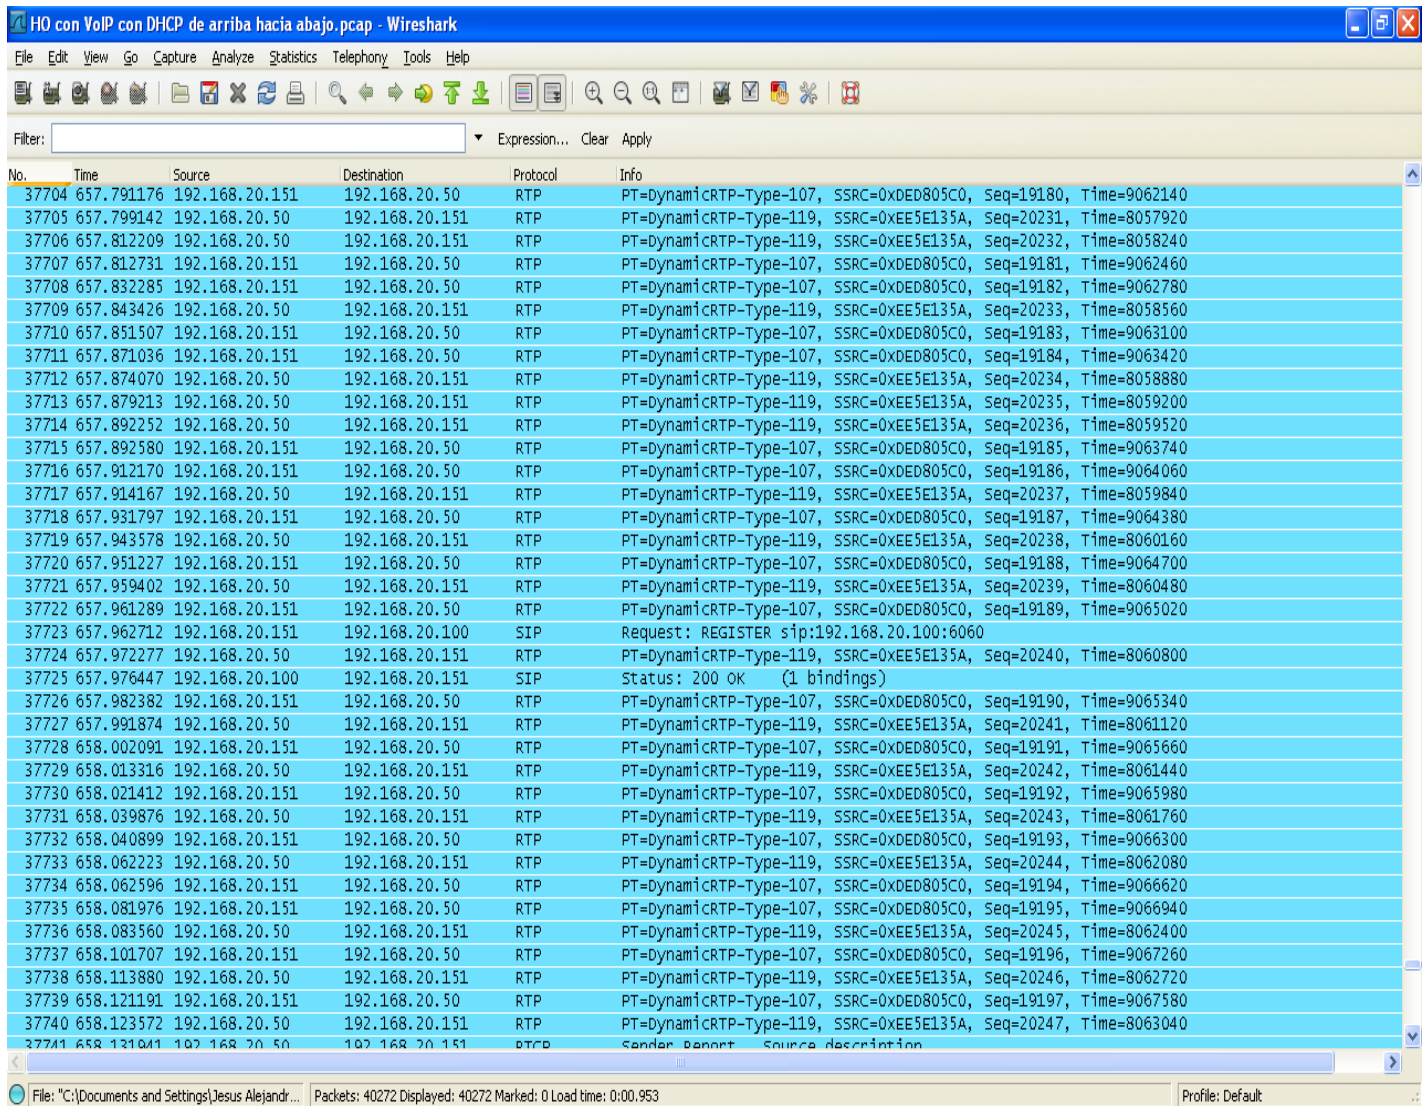 HO con VoIP con DHCP de arriba hacia abajo.pcap - Wireshark
File Edit View Go Capture Analyze Statistics Telephony Tools Help
Filter: Expression... Clear Apply
No. Time Source Destination Protocol Info
37704 657.791176 192.168.20.151 192.168.20.50 RTP PT=DynamicRTP-Type-107, SSRC=0xDED805C0, Seq=19180, Time=9062140
37705 657.799142 192.168.20.50 192.168.20.151 RTP PT=DynamicRTP-Type-119, SSRC=0xEE5E135A, Seq=20231, Time=8057920
37706 657.812209 192.168.20.50 192.168.20.151 RTP PT=DynamicRTP-Type-119, SSRC=0xEE5E135A, Seq=20232, Time=8058240
37707 657.812731 192.168.20.151 192.168.20.50 RTP PT=DynamicRTP-Type-107, SSRC=0xDED805C0, Seq=19181, Time=9062460
37708 657.832285 192.168.20.151 192.168.20.50 RTP PT=DynamicRTP-Type-107, SSRC=0xDED805C0, Seq=19182, Time=9062780
37709 657.843426 192.168.20.50 192.168.20.151 RTP PT=DynamicRTP-Type-119, SSRC=0xEE5E135A, Seq=20233, Time=8058560
37710 657.851507 192.168.20.151 192.168.20.50 RTP PT=DynamicRTP-Type-107, SSRC=0xDED805C0, Seq=19183, Time=9063100
37711 657.871036 192.168.20.151 192.168.20.50 RTP PT=DynamicRTP-Type-107, SSRC=0xDED805C0, Seq=19184, Time=9063420
37712 657.874070 192.168.20.50 192.168.20.151 RTP PT=DynamicRTP-Type-119, SSRC=0xEE5E135A, Seq=20234, Time=8058880
37713 657.879213 192.168.20.50 192.168.20.151 RTP PT=DynamicRTP-Type-119, SSRC=0xEE5E135A, Seq=20235, Time=8059200
37714 657.892252 192.168.20.50 192.168.20.151 RTP PT=DynamicRTP-Type-119, SSRC=0xEE5E135A, Seq=20236, Time=8059520
37715 657.892580 192.168.20.151 192.168.20.50 RTP PT=DynamicRTP-Type-107, SSRC=0xDED805C0, Seq=19185, Time=9063740
37716 657.912170 192.168.20.151 192.168.20.50 RTP PT=DynamicRTP-Type-107, SSRC=0xDED805C0, Seq=19186, Time=9064060
37717 657.914167 192.168.20.50 192.168.20.151 RTP PT=DynamicRTP-Type-119, SSRC=0xEE5E135A, Seq=20237, Time=8059840
37718 657.931797 192.168.20.151 192.168.20.50 RTP PT=DynamicRTP-Type-107, SSRC=0xDED805C0, Seq=19187, Time=9064380
37719 657.943578 192.168.20.50 192.168.20.151 RTP PT=DynamicRTP-Type-119, SSRC=0xEE5E135A, Seq=20238, Time=8060160
37720 657.951227 192.168.20.151 192.168.20.50 RTP PT=DynamicRTP-Type-107, SSRC=0xDED805C0, Seq=19188, Time=9064700
37721 657.959402 192.168.20.50 192.168.20.151 RTP PT=DynamicRTP-Type-119, SSRC=0xEE5E135A, Seq=20239, Time=8060480
37722 657.961289 192.168.20.151 192.168.20.50 RTP PT=DynamicRTP-Type-107, SSRC=0xDED805C0, Seq=19189, Time=9065020
37723 657.962712 192.168.20.151 192.168.20.100 SIP Request: REGISTER sip:192.168.20.100:6060
37724 657.972277 192.168.20.50 192.168.20.151 RTP PT=DynamicRTP-Type-119, SSRC=0xEE5E135A, Seq=20240, Time=8060800
37725 657.976447 192.168.20.100 192.168.20.151 SIP Status: 200 OK (1 bindings)
37726 657.982382 192.168.20.151 192.168.20.50 RTP PT=DynamicRTP-Type-107, SSRC=0xDED805C0, Seq=19190, Time=9065340
37727 657.991874 192.168.20.50 192.168.20.151 RTP PT=DynamicRTP-Type-119, SSRC=0xEE5E135A, Seq=20241, Time=8061120
37728 658.002091 192.168.20.151 192.168.20.50 RTP PT=DynamicRTP-Type-107, SSRC=0xDED805C0, Seq=19191, Time=9065660
37729 658.013316 192.168.20.50 192.168.20.151 RTP PT=DynamicRTP-Type-119, SSRC=0xEE5E135A, Seq=20242, Time=8061440
37730 658.021412 192.168.20.151 192.168.20.50 RTP PT=DynamicRTP-Type-107, SSRC=0xDED805C0, Seq=19192, Time=9065980
37731 658.039876 192.168.20.50 192.168.20.151 RTP PT=DynamicRTP-Type-119, SSRC=0xEE5E135A, Seq=20243, Time=8061760
37732 658.040899 192.168.20.151 192.168.20.50 RTP PT=DynamicRTP-Type-107, SSRC=0xDED805C0, Seq=19193, Time=9066300
37733 658.062223 192.168.20.50 192.168.20.151 RTP PT=DynamicRTP-Type-119, SSRC=0xEE5E135A, Seq=20244, Time=8062080
37734 658.062596 192.168.20.151 192.168.20.50 RTP PT=DynamicRTP-Type-107, SSRC=0xDED805C0, Seq=19194, Time=9066620
37735 658.081976 192.168.20.151 192.168.20.50 RTP PT=DynamicRTP-Type-107, SSRC=0xDED805C0, Seq=19195, Time=9066940
37736 658.083560 192.168.20.50 192.168.20.151 RTP PT=DynamicRTP-Type-119, SSRC=0xEE5E135A, Seq=20245, Time=8062400
37737 658.101707 192.168.20.151 192.168.20.50 RTP PT=DynamicRTP-Type-107, SSRC=0xDED805C0, Seq=19196, Time=9067260
37738 658.113880 192.168.20.50 192.168.20.151 RTP PT=DynamicRTP-Type-119, SSRC=0xEE5E135A, Seq=20246, Time=8062720
37739 658.121191 192.168.20.151 192.168.20.50 RTP PT=DynamicRTP-Type-107, SSRC=0xDED805C0, Seq=19197, Time=9067580
37740 658.123572 192.168.20.50 192.168.20.151 RTP PT=DynamicRTP-Type-119, SSRC=0xEE5E135A, Seq=20247, Time=8063040
37741 658.131941 192.168.20.50 192.168.20.151 RTCP Sender Report Source description
File: "C:\Documents and Settings\Jesus Alejandr... Packets: 40272 Displayed: 40272 Marked: 0 Load time: 0:00.953 Profile: Default